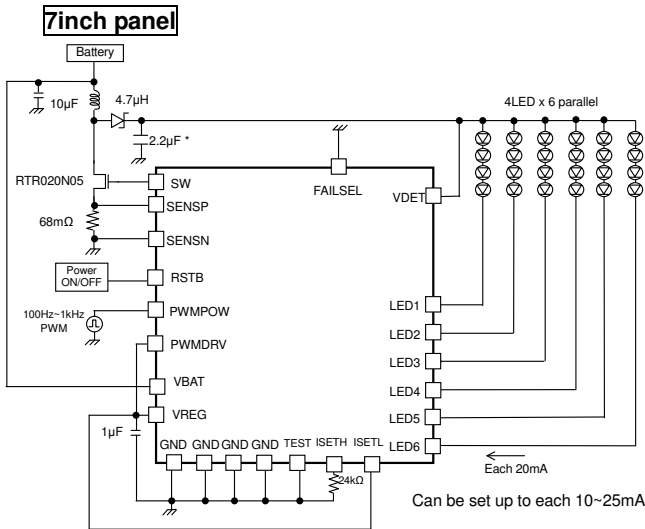 7inch panel
Battery
10µF
4.7µH
4LED x 6 parallel
2.2µF *
RTR020N05
SW
FAILSEL
VDET
SENSP
68mΩ
SENSN
Power
ON/OFF
RSTB
100Hz~1kHz
PWM
PWMPOW
LED1
LED2
PWMDRV
LED3
VBAT
LED4
VREG
LED5
1µF
GND GND GND GND TEST ISETH ISETL
LED6
Each 20mA
24kΩ
Can be set up to each 10~25mA